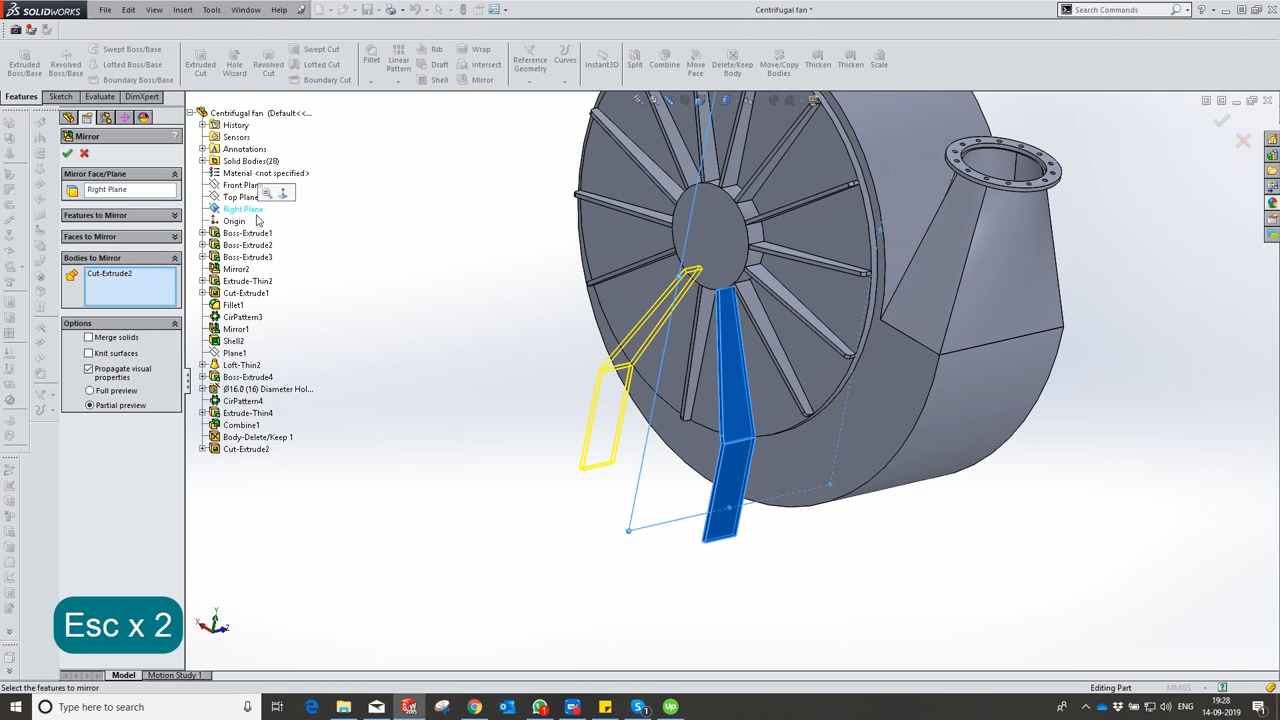 SOLIDWORKS
File Edit View Insert Tools Window Help
Centrifugal fan *
Search Commands
Extruded Boss/Base
Revolved Boss/Base
Swept Boss/Base
Lofted Boss/Base
Boundary Boss/Base
Extruded Cut
Hole Wizard
Revolved Cut
Swept Cut
Lofted Cut
Boundary Cut
Fillet
Linear Pattern
Rib
Draft
Shell
Wrap
Intersect
Mirror
Reference Geometry
Curves
Instant3D
Split
Combine
Move Face
Move/Copy Bodies
Delete/Keep Body
Thicken
Thicken
Scale
Features Sketch Evaluate DimXpert
Mirror ?
Mirror Face/Plane
Right Plane
Features to Mirror
Faces to Mirror
Bodies to Mirror
Cut-Extrude2
Options
Merge solids
Knit surfaces
Propagate visual
properties
Full preview
Partial preview
Centrifugal fan (Default<<...
History
Sensors
Annotations
Solid Bodies(28)
Material <not specified>
Front Plane
Top Plane
Right Plane
Origin
Boss-Extrude1
Boss-Extrude2
Boss-Extrude3
Mirror2
Extrude-Thin2
Cut-Extrude1
Fillet1
CirPattern3
Mirror1
Shell2
Plane1
Loft-Thin2
Boss-Extrude4
Ø16.0 (16) Diameter Hol...
CirPattern4
Extrude-Thin4
Combine1
Body-Delete/Keep 1
Cut-Extrude2
Esc x 2
Y
X
Z
Model Motion Study 1
Select the features to mirror
Editing Part
MMGS
Type here to search
ENG
19:28
14-09-2019